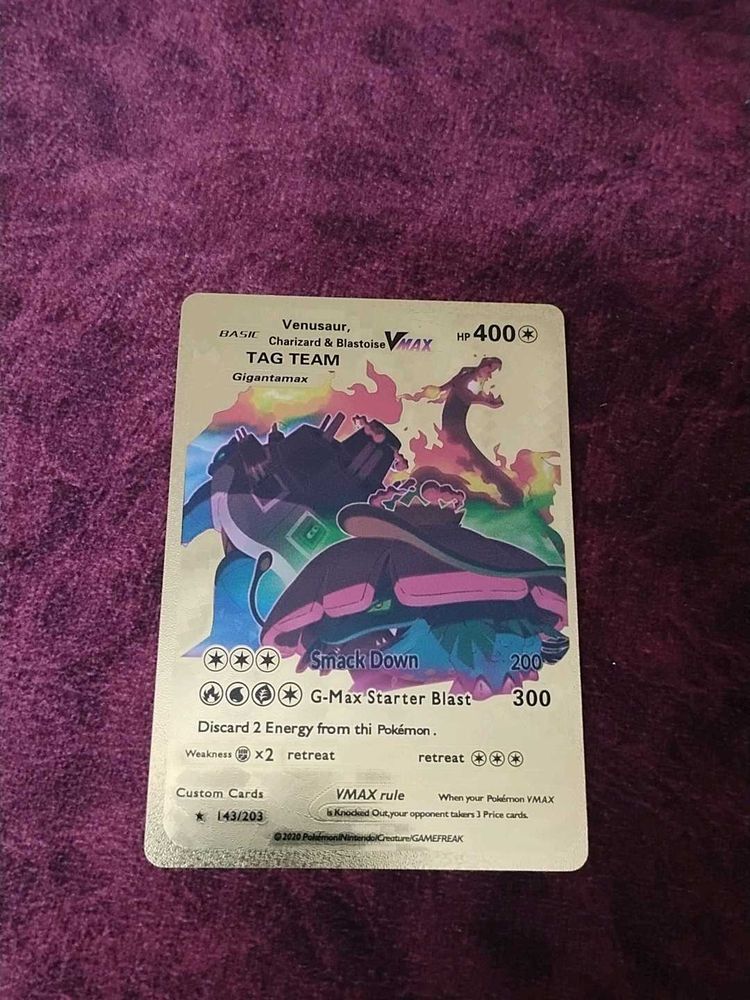 BASIC Venusaur,
Charizard & Blastoise VMAX HP 400
TAG TEAM
Gigantamax
Smack Down 200
G-Max Starter Blast 300
Discard 2 Energy from thi Pokémon .
Weakness x2 retreat retreat
Custom Cards VMAX rule When your Pokémon VMAX
143/203 is Knocked Out,your opponent takers 3 Price cards.
©2020 Pokémon/Nintendo/Creature/GAMEFREAK